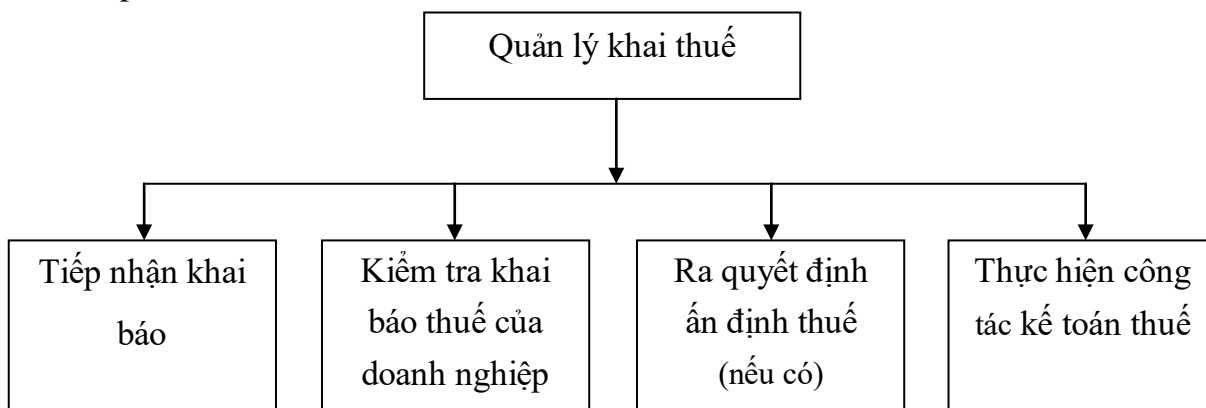 Quản lý khai thuế
Tiếp nhận khai
báo
Kiểm tra khai
báo thuế của
doanh nghiệp
Ra quyết định
ấn định thuế
(nếu có)
Thực hiện công
tác kế toán thuế